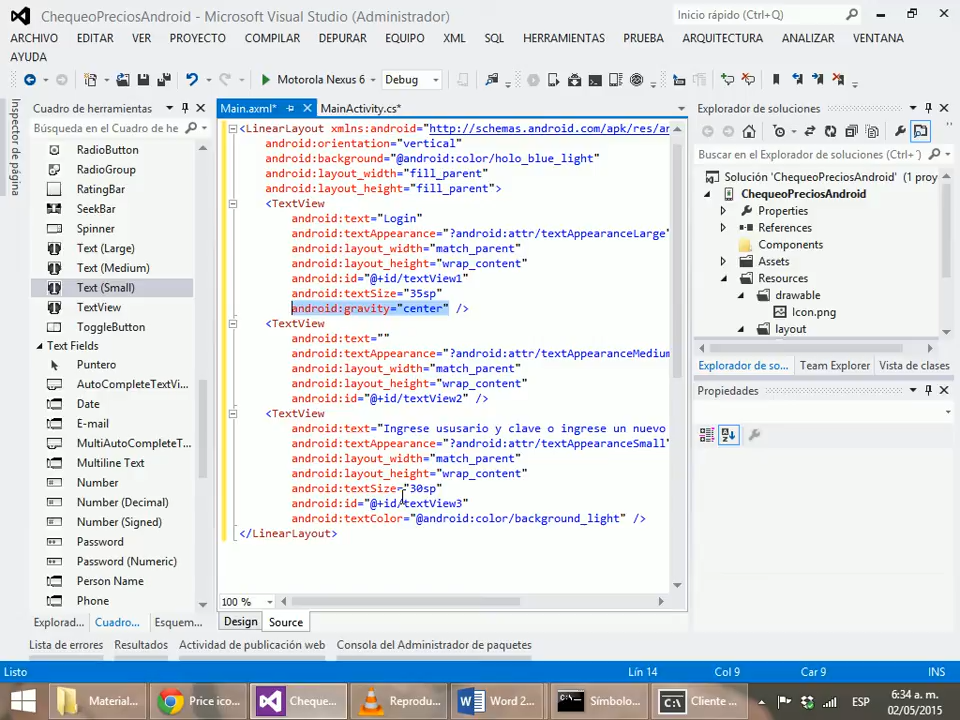 ChequeoPreciosAndroid - Microsoft Visual Studio (Administrador)
Inicio rápido (Ctrl+Q)
ARCHIVO EDITAR VER PROYECTO COMPILAR DEPURAR EQUIPO XML SQL HERRAMIENTAS PRUEBA ARQUITECTURA ANALIZAR VENTANA
AYUDA
Motorola Nexus 6 Debug
Inspector de página
Cuadro de herramientas
Búsqueda en el Cuadro de he
RadioButton
RadioGroup
RatingBar
SeekBar
Spinner
Text (Large)
Text (Medium)
Text (Small)
TextView
ToggleButton
Text Fields
Puntero
AutoCompleteTextVi...
Date
E-mail
MultiAutoCompleteT...
Multiline Text
Number
Number (Decimal)
Number (Signed)
Password
Password (Numeric)
Person Name
Phone
Explorad... Cuadro... Esquem...
Main.axml* MainActivity.cs*
<LinearLayout xmlns:android="http://schemas.android.com/apk/res/an
android:orientation="vertical"
android:background="@android:color/holo_blue_light"
android:layout_width="fill_parent"
android:layout_height="fill_parent">
<TextView
android:text="Login"
android:textAppearance="?android:attr/textAppearanceLarge"
android:layout_width="match_parent"
android:layout_height="wrap_content"
android:id="@+id/textView1"
android:textSize="35sp"
android:gravity="center" />
<TextView
android:text=""
android:textAppearance="?android:attr/textAppearanceMedium
android:layout_width="match_parent"
android:layout_height="wrap_content"
android:id="@+id/textView2" />
<TextView
android:text="Ingrese ususario y clave o ingrese un nuevo
android:textAppearance="?android:attr/textAppearanceSmall"
android:layout_width="match_parent"
android:layout_height="wrap_content"
android:textSize="30sp"
android:id="@+id/textView3"
android:textColor="@android:color/background_light" />
</LinearLayout>
100 %
Design Source
Explorador de soluciones
Buscar en el Explorador de soluciones (Ctrl+¨)
Solución 'ChequeoPreciosAndroid' (1 proy
ChequeoPreciosAndroid
Properties
References
Components
Assets
Resources
drawable
Icon.png
layout
Explorador de so... Team Explorer Vista de clases
Propiedades
Lista de errores Resultados Actividad de publicación web Consola del Administrador de paquetes
Listo Lín 14 Col 9 Car 9 INS
Material... Price ico... Cheque... Reprodu... Word 2... Símbolo... Cliente ... ESP
6:34 a. m.
02/05/2015